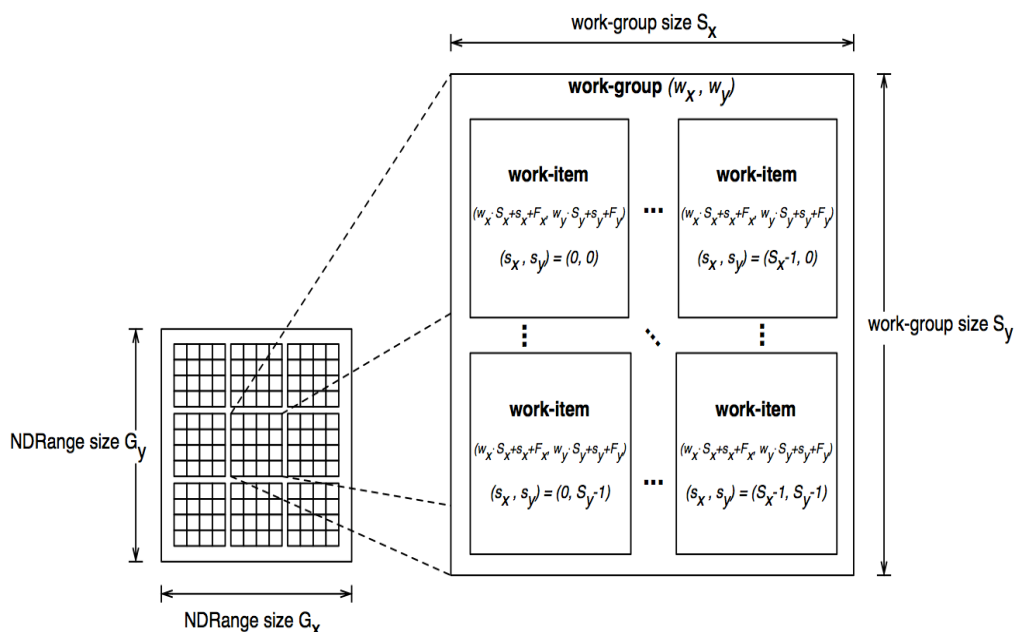 work-group size Sx
work-group (wx , wy)
work-item
(wx· Sx+sx+Fx, wy· Sy+sy+Fy)
(sx , sy) = (0, 0)
...
work-item
(wx· Sx+sx+Fx, wy· Sy+sy+Fy)
(sx , sy) = (Sx-1, 0)
work-group size Sy
work-item
(wx· Sx+sx+Fx, wy· Sy+sy+Fy)
(sx , sy) = (0, Sy-1)
...
work-item
(wx· Sx+sx+Fx, wy· Sy+sy+Fy)
(sx , sy) = (Sx-1, Sy-1)
NDRange size Gy
NDRange size Gx